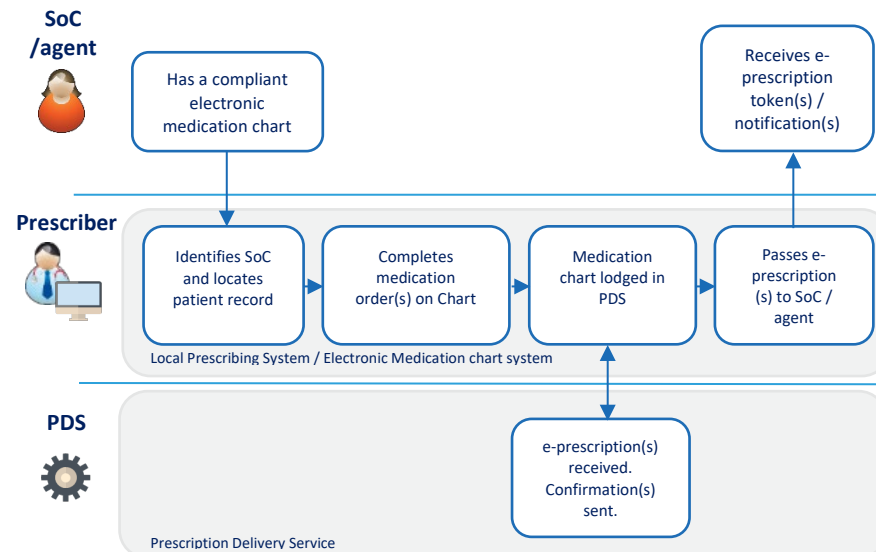 SoC
/agent
Has a compliant
electronic
medication chart
Receives e-
prescription
token(s) /
notification(s)
Prescriber
Identifies SoC
and locates
patient record
Completes
medication
order(s) on Chart
Medication
chart lodged in
PDS
Passes e-
prescription
(s) to SoC /
agent
Local Prescribing System / Electronic Medication chart system
PDS
e-prescription(s)
received.
Confirmation(s)
sent.
Prescription Delivery Service